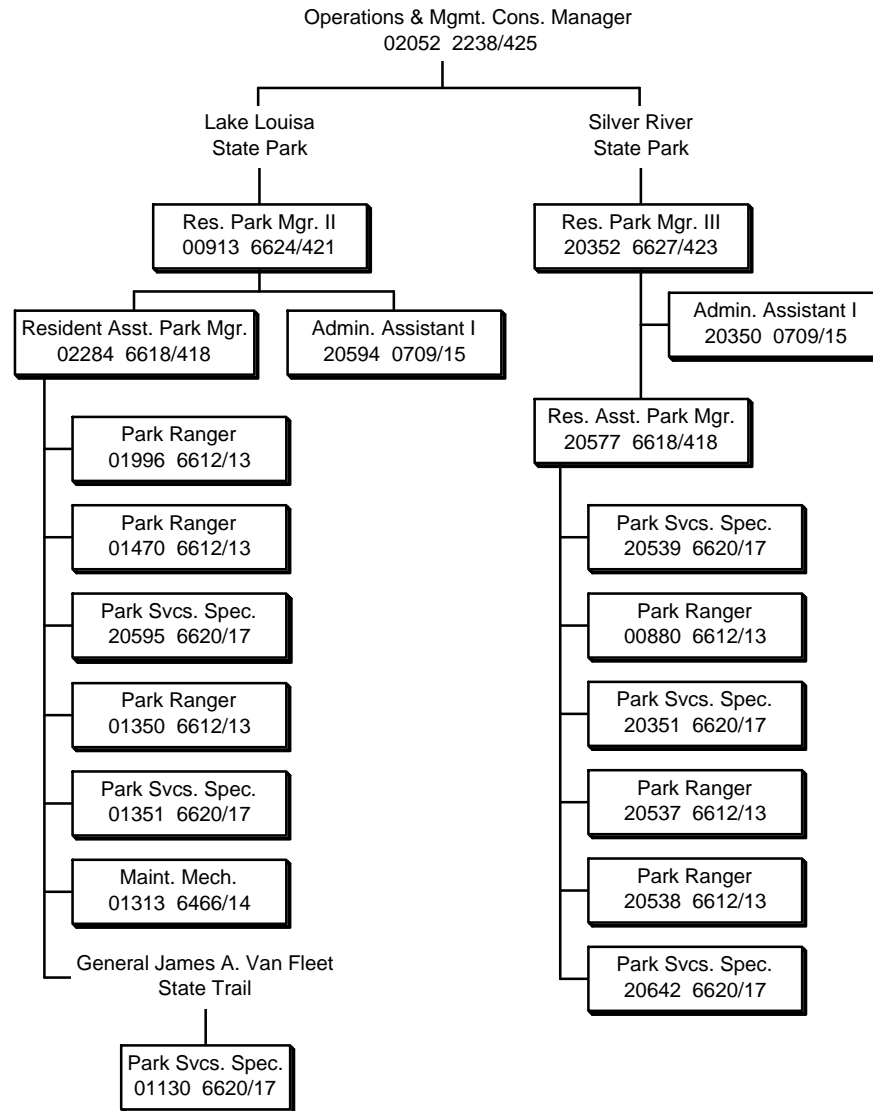 Operations & Mgmt. Cons. Manager
02052 2238/425
Lake Louisa
State Park
Res. Park Mgr. II
00913 6624/421
Resident Asst. Park Mgr.
02284 6618/418
Admin. Assistant I
20594 0709/15
Park Ranger
01996 6612/13
Park Ranger
01470 6612/13
Park Svcs. Spec.
20595 6620/17
Park Ranger
01350 6612/13
Park Svcs. Spec.
01351 6620/17
Maint. Mech.
01313 6466/14
General James A. Van Fleet
State Trail
Park Svcs. Spec.
01130 6620/17
Silver River
State Park
Res. Park Mgr. III
20352 6627/423
Admin. Assistant I
20350 0709/15
Res. Asst. Park Mgr.
20577 6618/418
Park Svcs. Spec.
20539 6620/17
Park Ranger
00880 6612/13
Park Svcs. Spec.
20351 6620/17
Park Ranger
20537 6612/13
Park Ranger
20538 6612/13
Park Svcs. Spec.
20642 6620/17